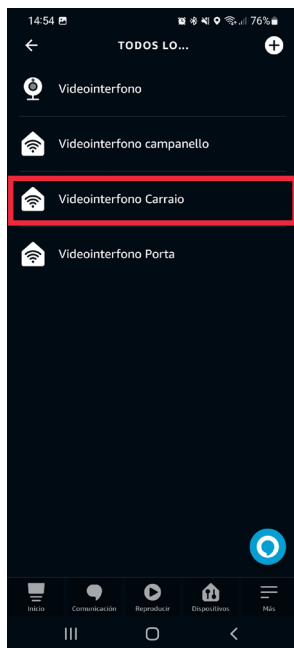 14:54 76%
TODOS LO...
Videointerfono
Videointerfono campanello
Videointerfono Carraio
Videointerfono Porta
Inicio Comunicación Reproducir Dispositivos Más